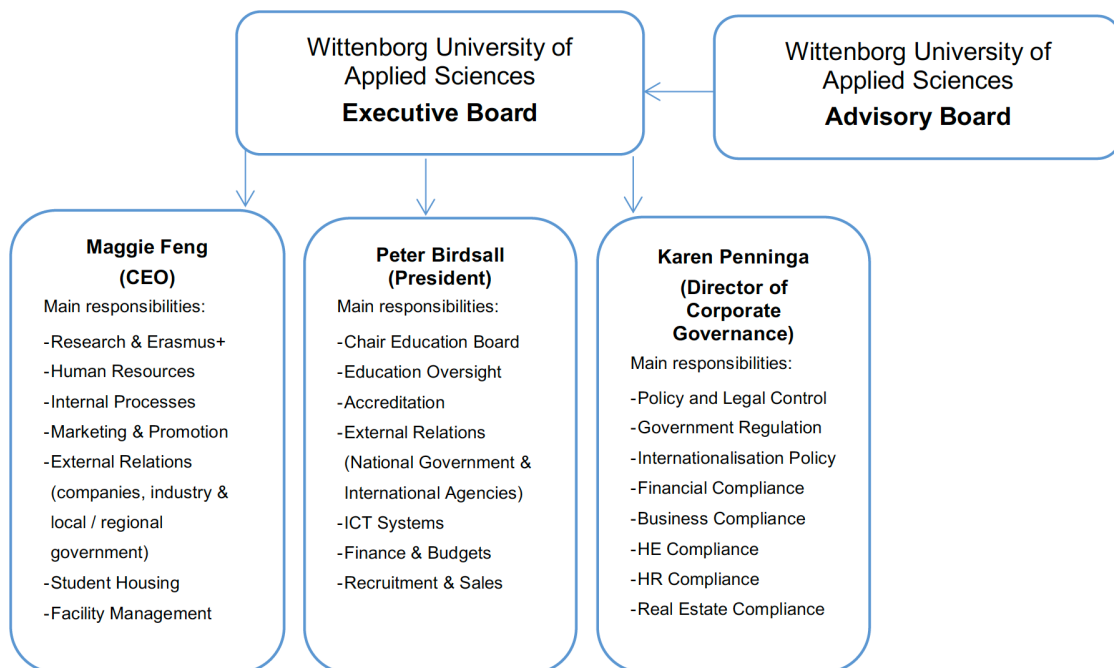 Wittenborg University of
Applied Sciences
Executive Board
Wittenborg University of
Applied Sciences
Advisory Board
Maggie Feng
(CEO)
Main responsibilities:
-Research & Erasmus+
-Human Resources
-Internal Processes
-Marketing & Promotion
-External Relations
(companies, industry &
local / regional
government)
-Student Housing
-Facility Management
Peter Birdsall
(President)
Main responsibilities:
-Chair Education Board
-Education Oversight
-Accreditation
-External Relations
(National Government &
International Agencies)
-ICT Systems
-Finance & Budgets
-Recruitment & Sales
Karen Penninga
(Director of
Corporate
Governance)
Main responsibilities:
-Policy and Legal Control
-Government Regulation
-Internationalisation Policy
-Financial Compliance
-Business Compliance
-HE Compliance
-HR Compliance
-Real Estate Compliance